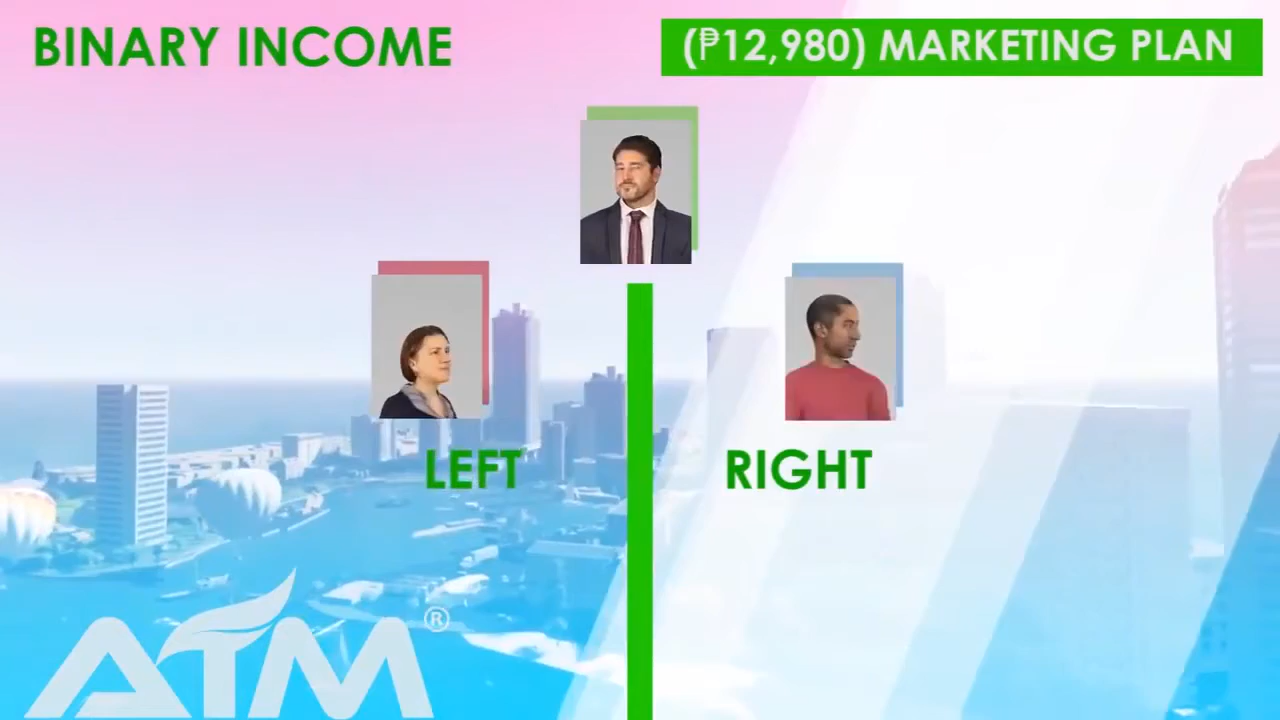 BINARY INCOME
(₱12,980) MARKETING PLAN
LEFT
RIGHT
ATM®